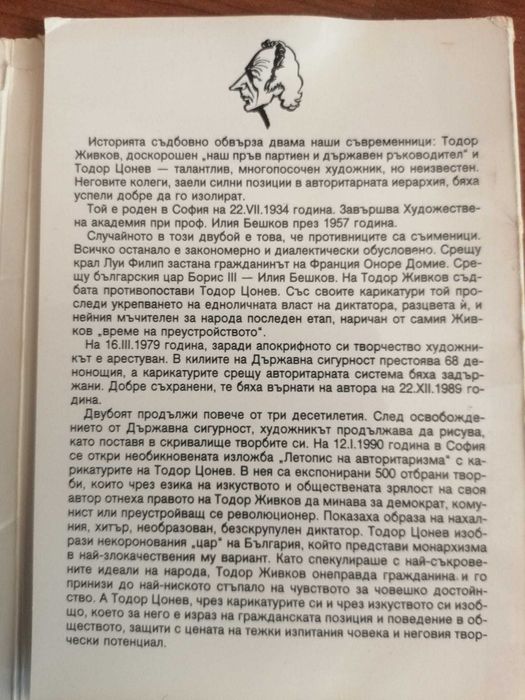 Историята съдбовно обвърза двама наши съвременници: Тодор
Живков, доскорошен „наш пръв партиен и държавен ръководител" и
Тодор Цонев — талантлив, многопосочен художник, но неизвестен.
Неговите колеги, заели силни позиции в авторитарната иерархия, бяха
успели добре да го изолират.
Той е роден в София на 22.VII.1934 година. Завършва Художестве-
на академия при проф. Илия Бешков през 1957 година.
Случайното в този двубой е това, че противниците са съименици.
Всичко останало е закономерно и диалектически обусловено. Срещу
крал Луи Филип застана гражданинът на Франция Оноре Домие. Сре-
щу българския цар Борис III — Илия Бешков. На Тодор Живков съд-
бата противопостави Тодор Цонев. Със своите карикатури той про-
следи укрепването на едноличната власт на диктатора, разцвета ѝ, и
нейния мъчителен за народа последен етап, наричан от самия Жив-
ков „време на преустройството".
На 16.III.1979 година, заради апокрифното си творчество художни-
кът е арестуван. В килиите на Държавна сигурност престоява 68 де-
нонощия, а карикатурите срещу авторитарната система бяха задър-
жани. Добре съхранени, те бяха върнати на автора на 22.XII.1989 го-
дина.
Двубоят продължи повече от три десетилетия. След освобожде-
нието от Държавна сигурност, художникът продължава да рисува,
като поставя в скривалище творбите си. На 12.I.1990 година в София
се откри необикновената изложба „Летопис на авторитаризма" с ка-
рикатурите на Тодор Цонев. В нея са експонирани 500 отбрани твор-
би, които чрез езика на изкуството и обществената зрялост на своя
автор отнеха правото на Тодор Живков да минава за демократ, кому-
нист или преустройващ се революционер. Показаха образа на нахал-
ния, хитър, необразован, безскрупулен диктатор. Тодор Цонев изоб-
рази некоронования „цар" на България, който представи монархизма
в най-злокачествения му вариант. Като спекулираше с най-съкрове-
ните идеали на народа, Тодор Живков онеправда гражданина и го
принизи до най-ниското стъпало на чувството за човешко достойн-
ство. А Тодор Цонев, чрез карикатурите си и чрез изкуството си изоб-
що, което за него е израз на гражданската позиция и поведение в об-
ществото, защити с цената на тежки изпитания човека и неговия твор-
чески потенциал.